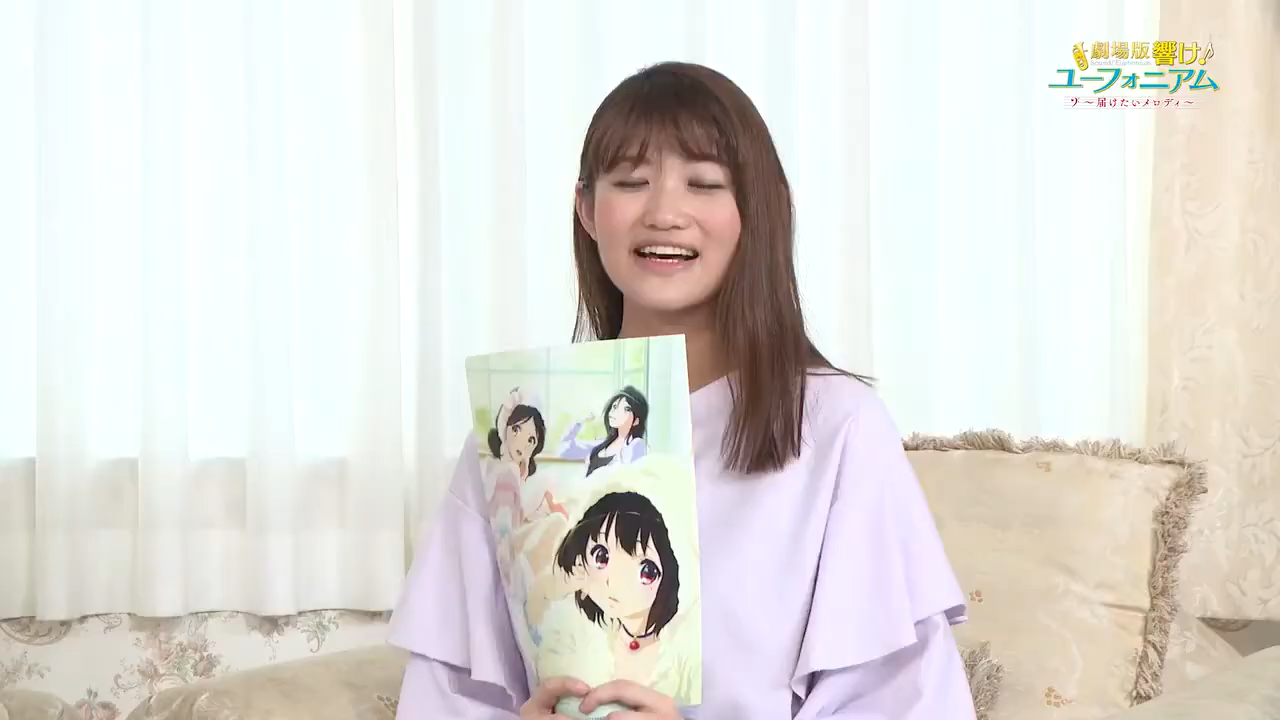 劇場版 響け!
ユーフォニアム
～届けたいメロディ～